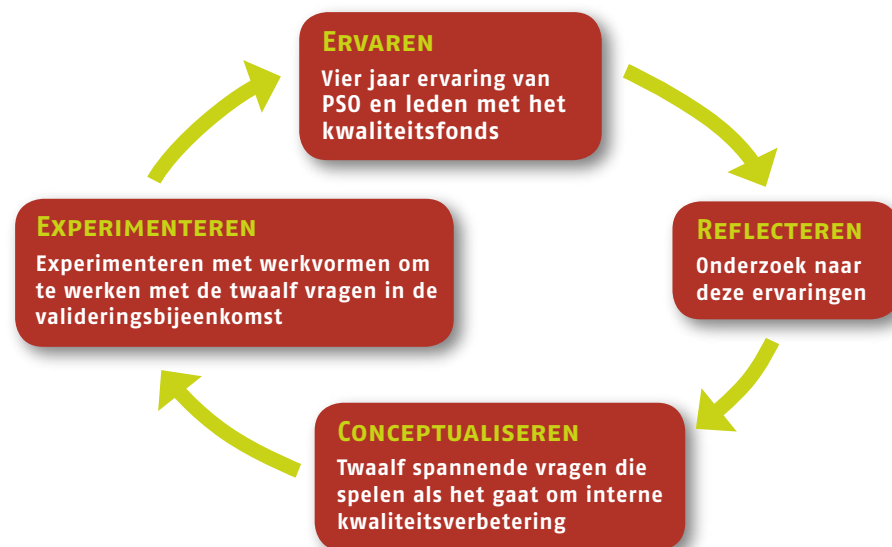 ERVAREN
Vier jaar ervaring van
PSO en leden met het
kwaliteitsfonds
REFLECTEREN
Onderzoek naar
deze ervaringen
CONCEPTUALISEREN
Twaalf spannende vragen die
spelen als het gaat om interne
kwaliteitsverbetering
EXPERIMENTEREN
Experimenteren met werkvormen om
te werken met de twaalf vragen in de
valideringsbijeenkomst